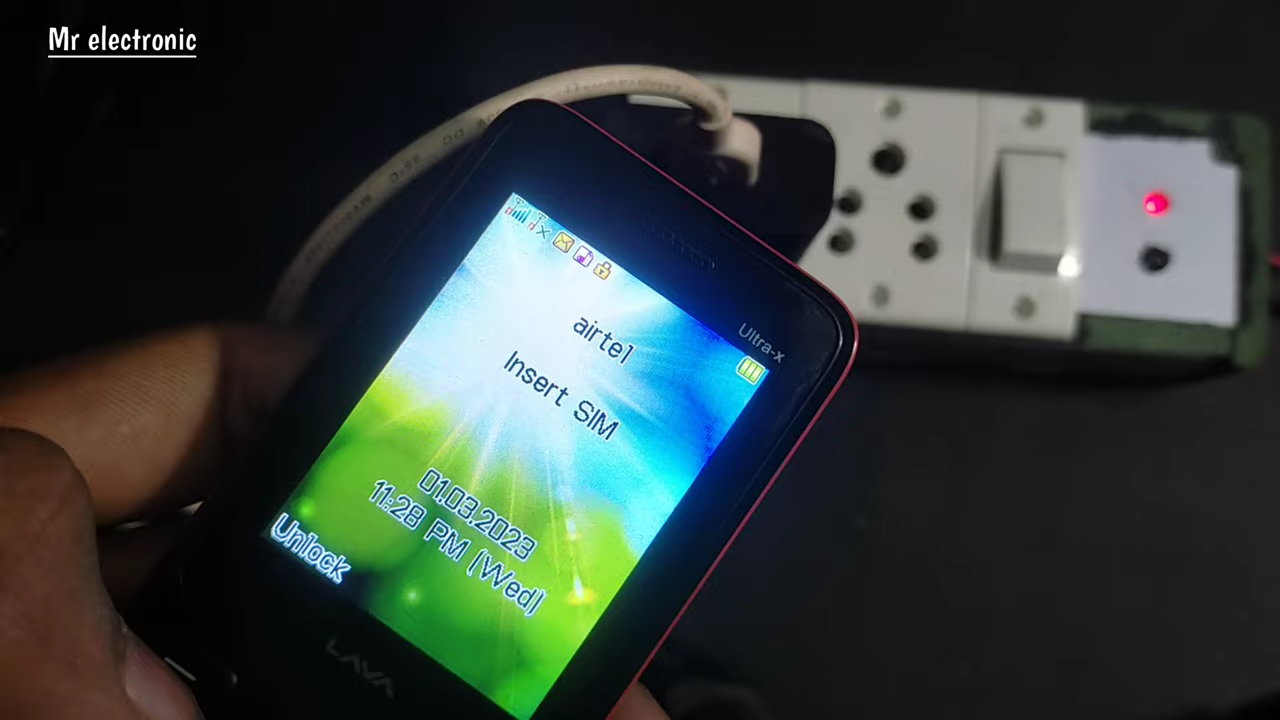 Mr electronic
Ultra-x
airtel
Insert SIM
01.03.2023
11:28 PM (Wed)
Unlock
LAVA